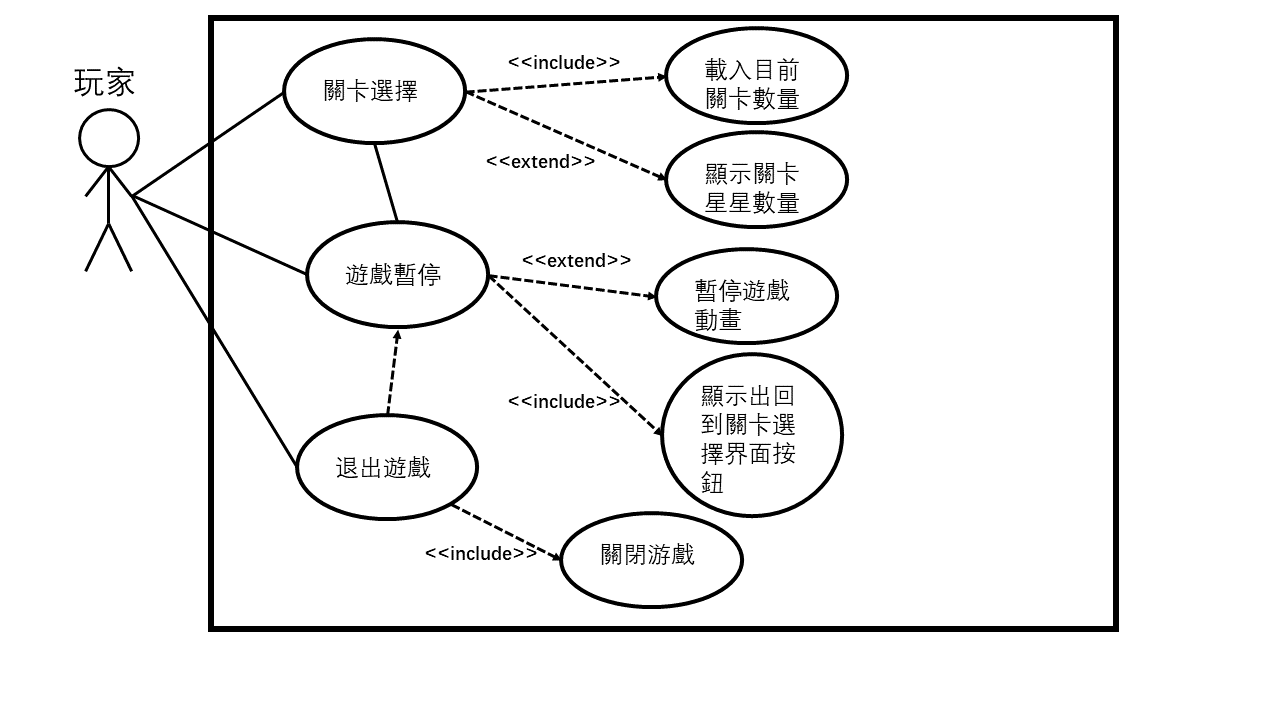 玩家
關卡選擇
<<include>>
載入目前
關卡數量
<<extend>>
顯示關卡
星星數量
遊戲暫停
<<extend>>
暫停遊戲
動畫
<<include>>
顯示出回
到關卡選
擇界面按
鈕
退出遊戲
<<include>>
關閉游戲